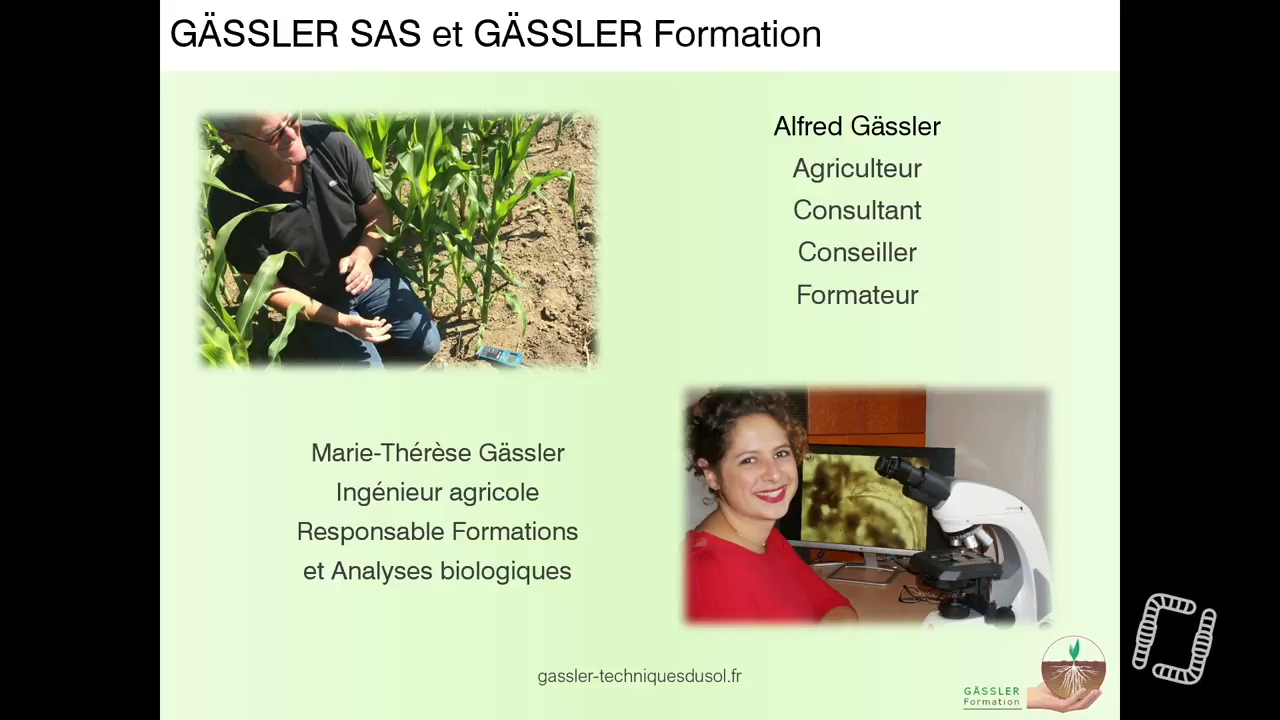 GÄSSLER SAS et GÄSSLER Formation
Alfred Gässler
Agriculteur
Consultant
Conseiller
Formateur
Marie-Thérèse Gässler
Ingénieur agricole
Responsable Formations
et Analyses biologiques
gassler-techniquesdusol.fr
GÄSSLER
Formation